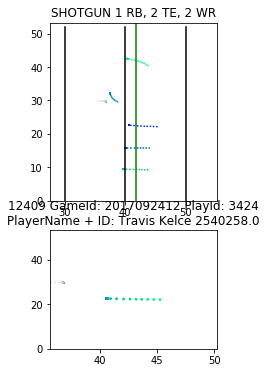 SHOTGUN 1 RB, 2 TE, 2 WR
50
40
30
20
10
0
30 40 50
12409 GameId: 2017092412 PlayId: 3424
PlayerName + ID: Travis Kelce 2540258.0
40
20
0
40 45 50